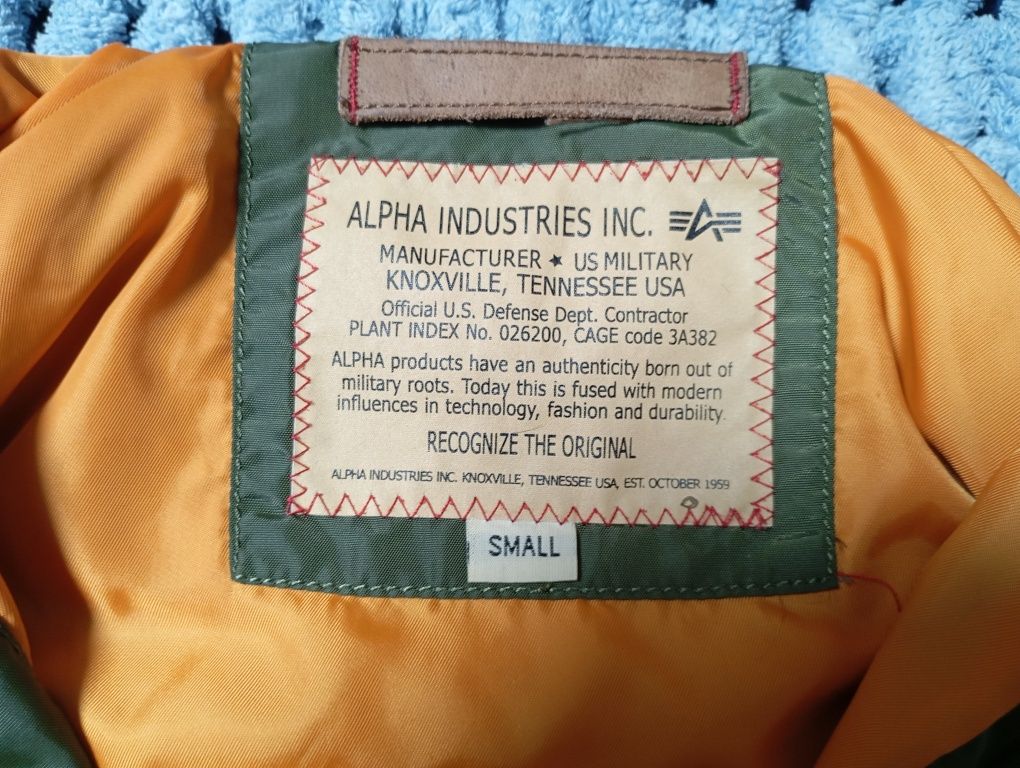 ALPHA INDUSTRIES INC.
MANUFACTURER ★ US MILITARY
KNOXVILLE, TENNESSEE USA
Official U.S. Defense Dept. Contractor
PLANT INDEX No. 026200, CAGE code 3A382
ALPHA products have an authenticity born out of
military roots. Today this is fused with modern
influences in technology, fashion and durability.
RECOGNIZE THE ORIGINAL
ALPHA INDUSTRIES INC. KNOXVILLE, TENNESSEE USA, EST. OCTOBER 1959
SMALL